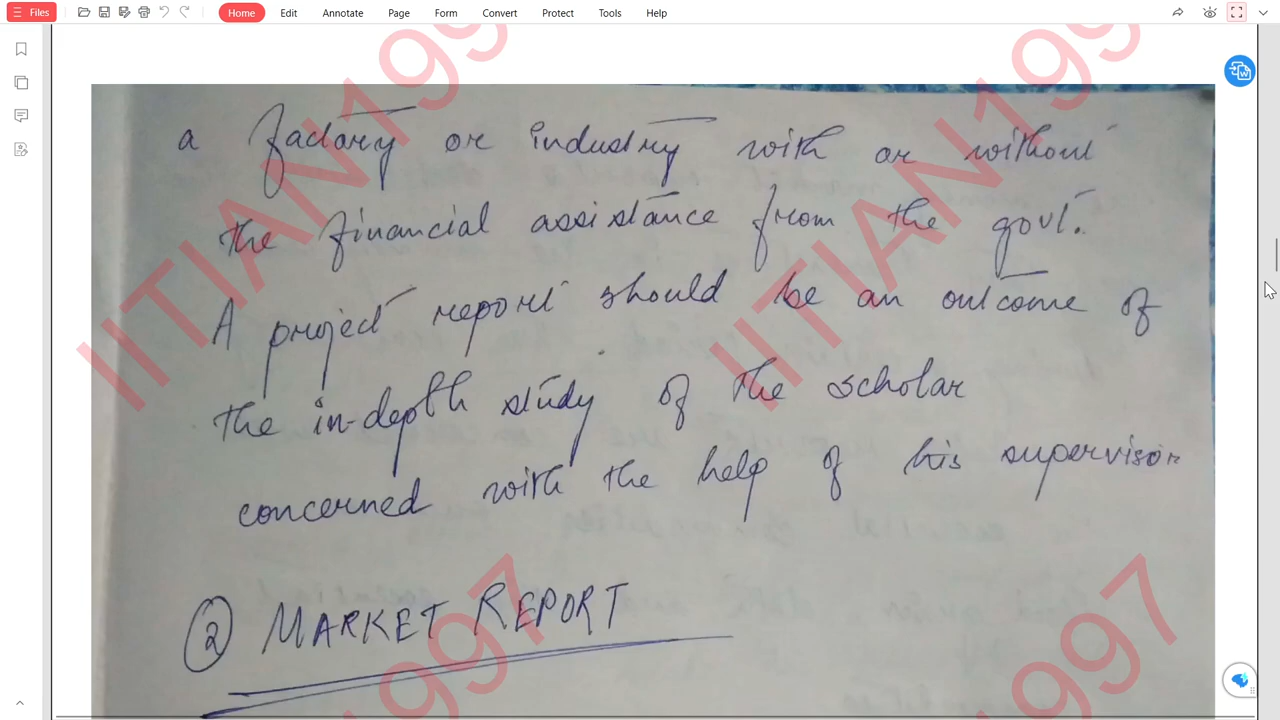 Files
Home Edit Annotate Page Form Convert Protect Tools Help
a factory or industry with or without
the financial assistance from the govt.
A project report should be an outcome of
the in-depth study of the scholar
concerned with the help of his supervisor
② MARKET REPORT
IITIAN1997
IITIAN1997